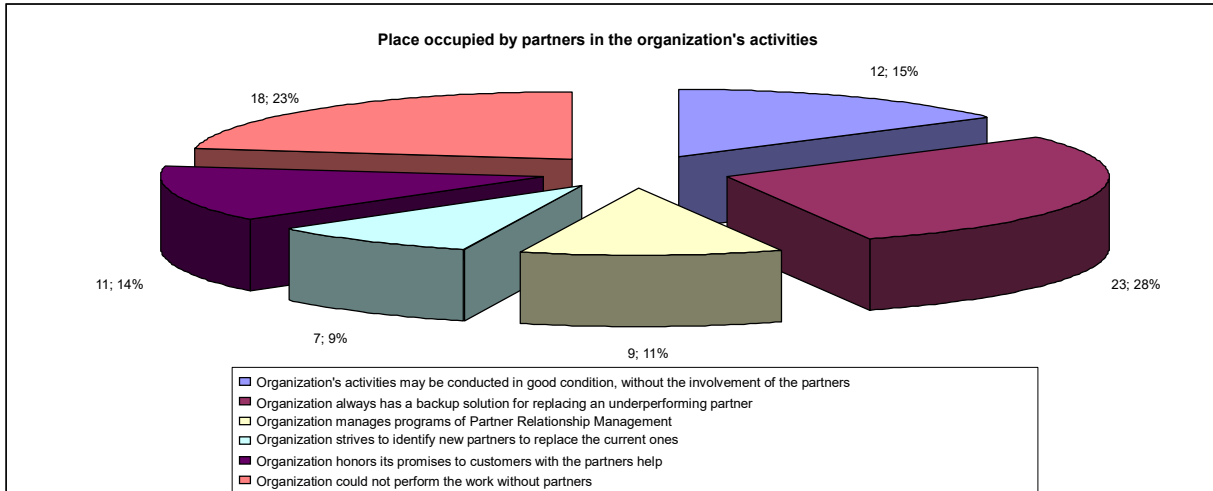 Place occupied by partners in the organization's activities
12; 15%
18; 23%
11; 14%
23; 28%
7; 9%
9; 11%
Organization's activities may be conducted in good condition, without the involvement of the partners
Organization always has a backup solution for replacing an underperforming partner
Organization manages programs of Partner Relationship Management
Organization strives to identify new partners to replace the current ones
Organization honors its promises to customers with the partners help
Organization could not perform the work without partners